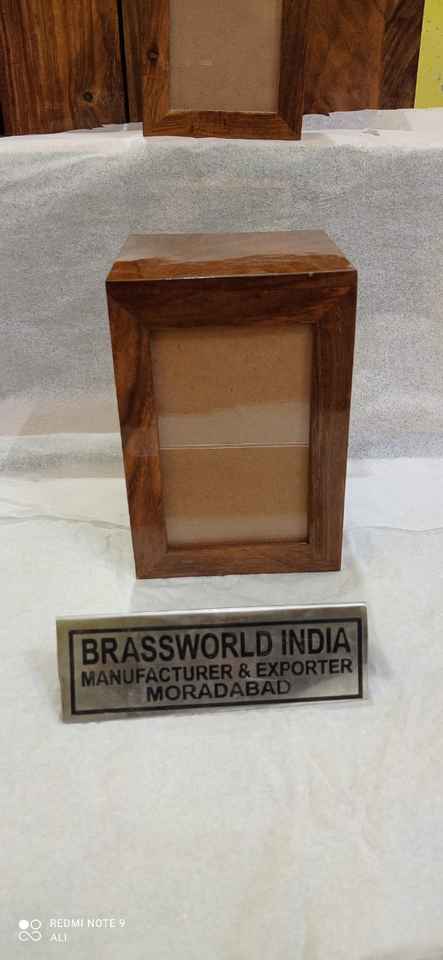 BRASSWORLD INDIA
MANUFACTURER & EXPORTER
MORADABAD
REDMI NOTE 9
ALI